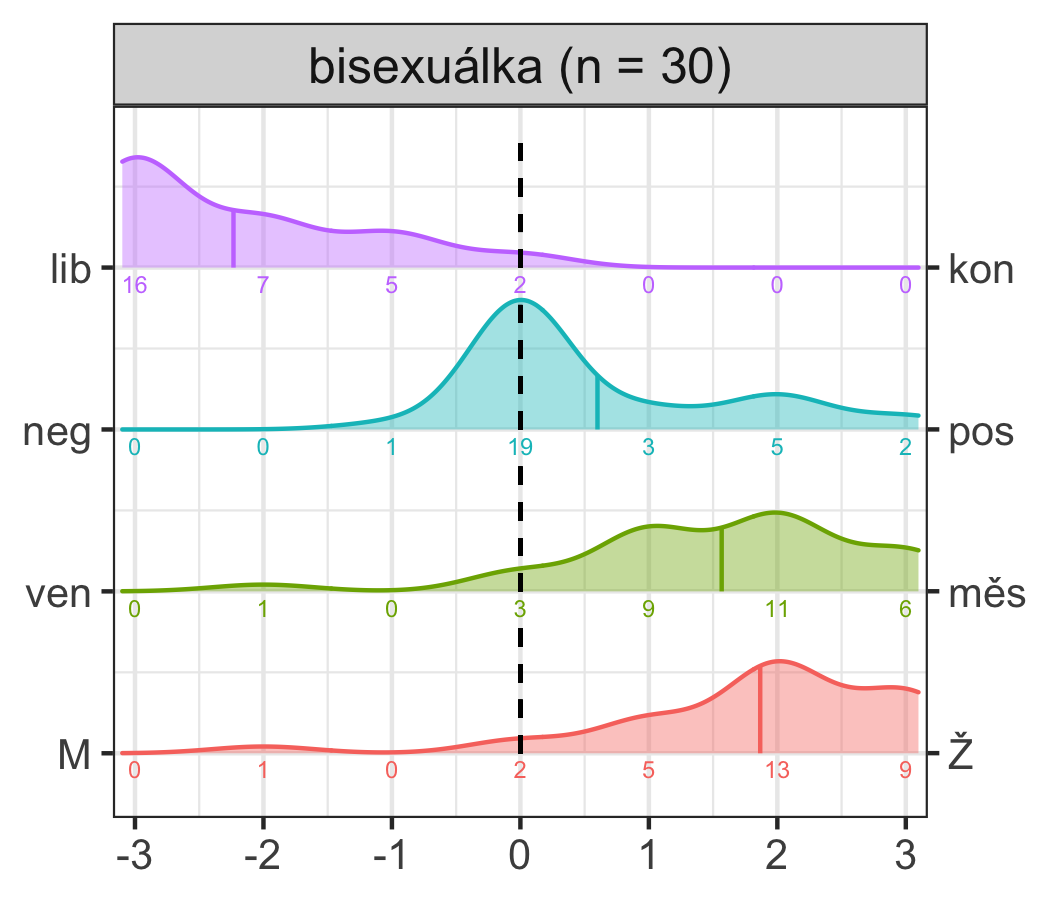 bisexuálka (n = 30)
lib kon
16 7 5 2 0 0 0
neg pos
0 0 1 19 3 5 2
ven měs
0 1 0 3 9 11 6
M Ž
0 1 0 2 5 13 9
-3 -2 -1 0 1 2 3